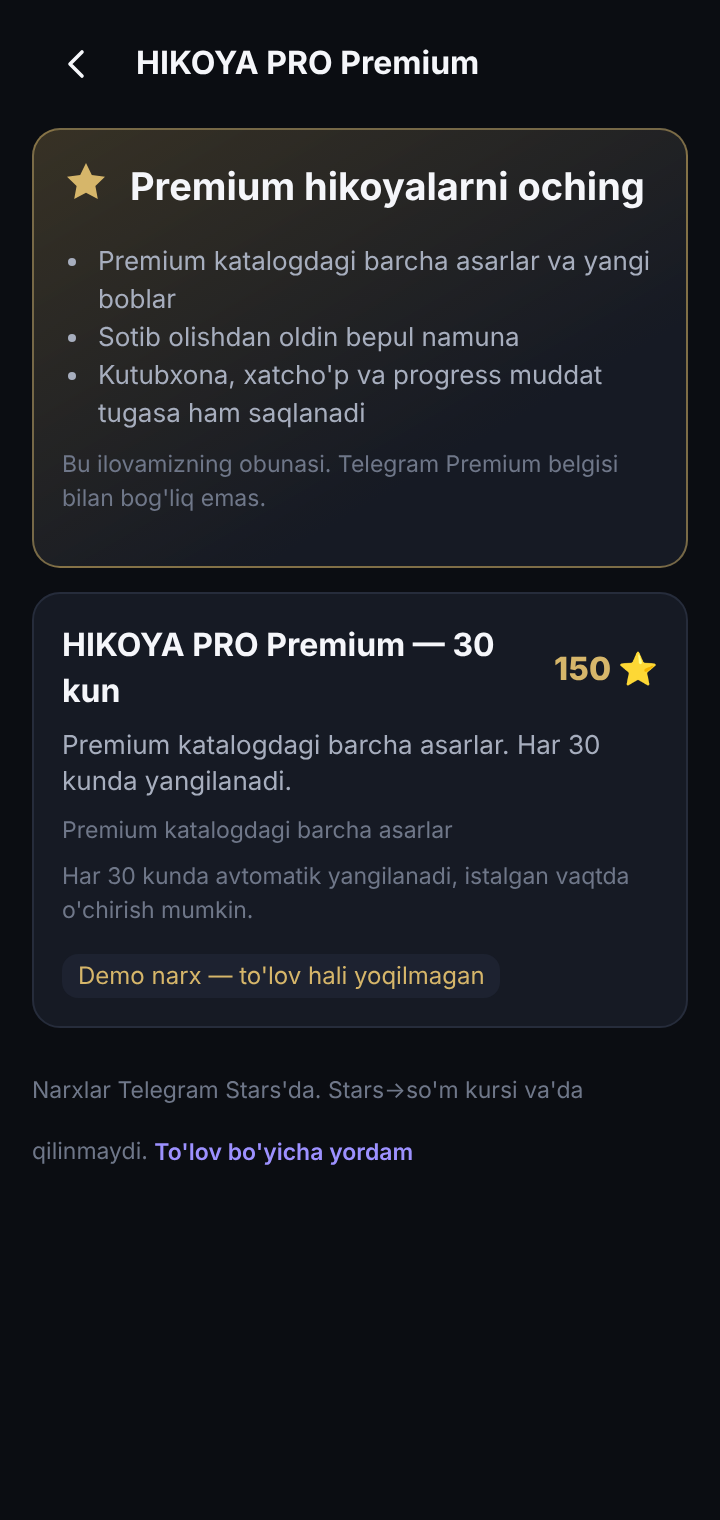 HIKOYA PRO Premium
Premium hikoyalarni oching
• Premium katalogdagi barcha asarlar va yangi
boblar
• Sotib olishdan oldin bepul namuna
• Kutubxona, xatcho'p va progress muddat
tugasa ham saqlanadi
Bu ilovamizning obunasi. Telegram Premium belgisi
bilan bog'liq emas.
HIKOYA PRO Premium — 30
kun
150 ⭐
Premium katalogdagi barcha asarlar. Har 30
kunda yangilanadi.
Premium katalogdagi barcha asarlar
Har 30 kunda avtomatik yangilanadi, istalgan vaqtda
o'chirish mumkin.
Demo narx — to'lov hali yoqilmagan
Narxlar Telegram Stars'da. Stars→so'm kursi va'da
qilinmaydi. To'lov bo'yicha yordam